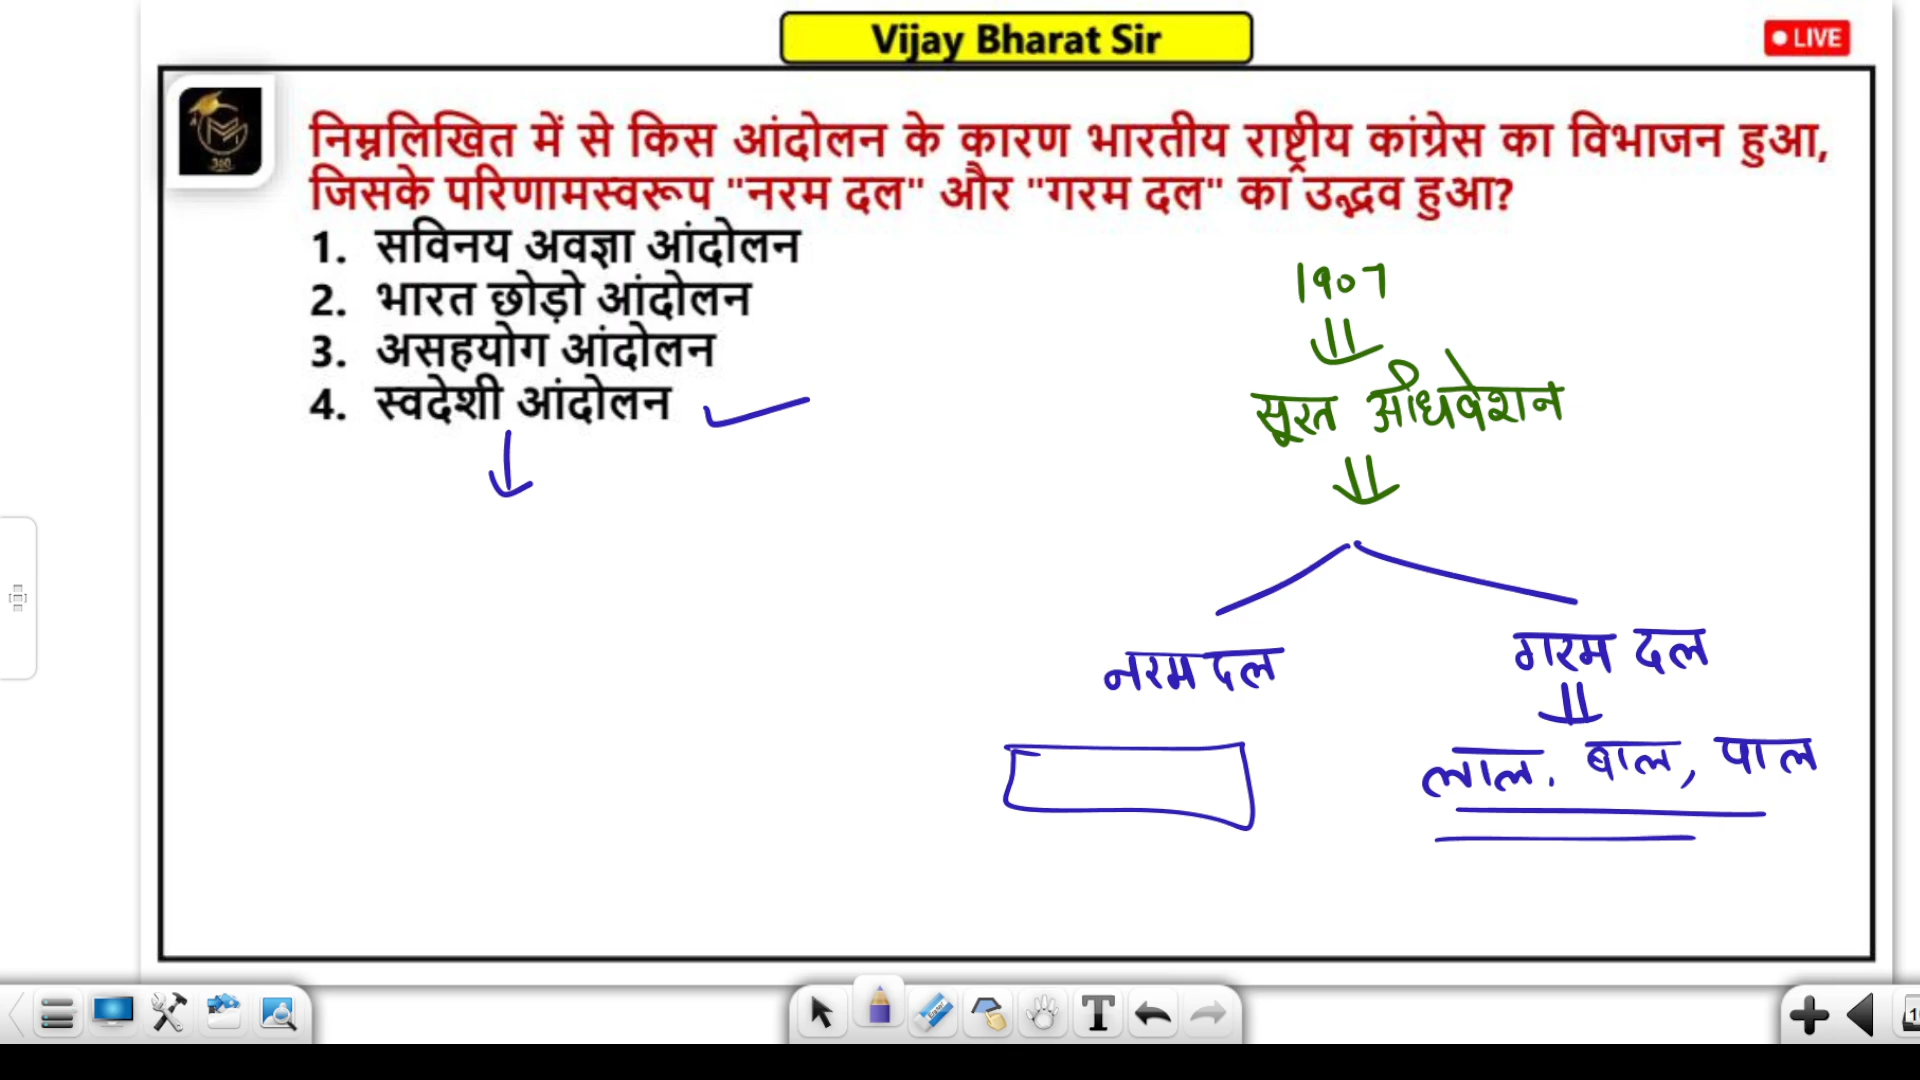 Vijay Bharat Sir
LIVE
360
निम्नलिखित में से किस आंदोलन के कारण भारतीय राष्ट्रीय कांग्रेस का विभाजन हुआ,
जिसके परिणामस्वरूप "नरम दल" और "गरम दल" का उद्भव हुआ?
1. सविनय अवज्ञा आंदोलन
2. भारत छोड़ो आंदोलन
3. असहयोग आंदोलन
4. स्वदेशी आंदोलन
1907
सूरत अधिवेशन
नरम दल
गरम दल
लाल. बाल, पाल